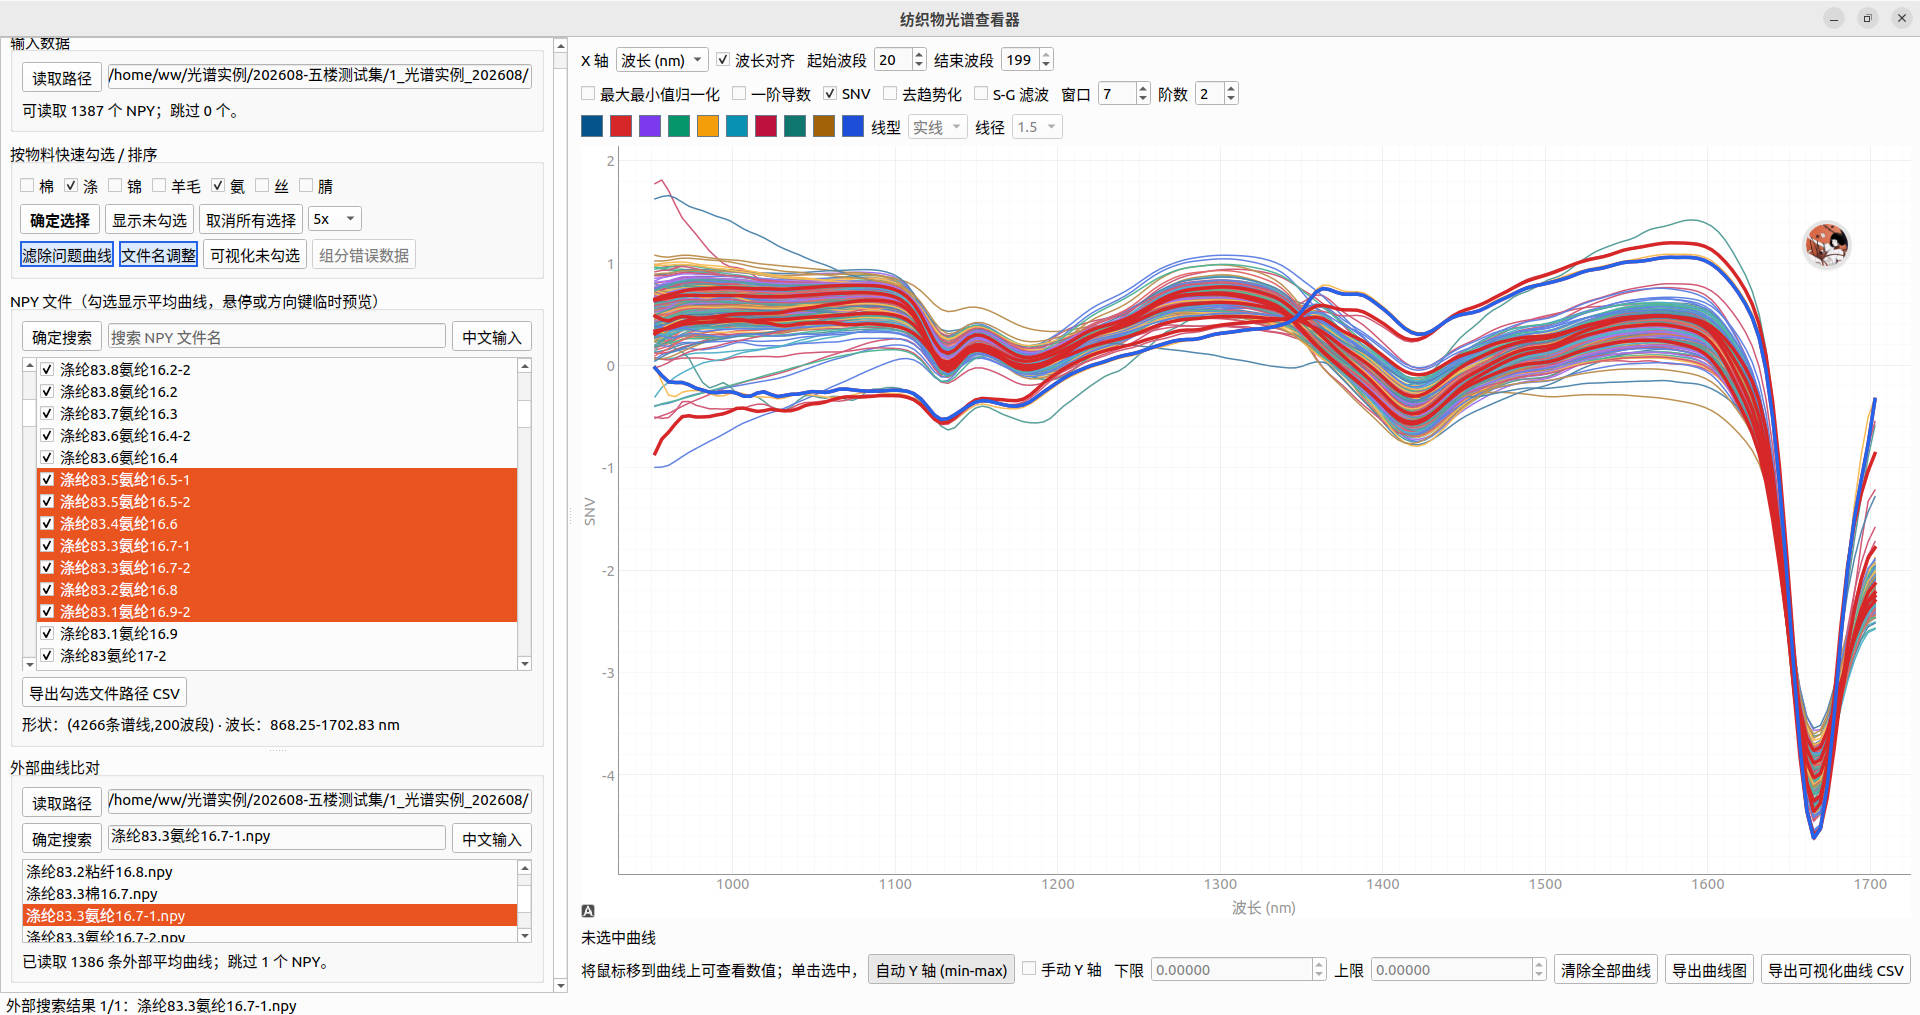 纺织物光谱查看器
输入数据
读取路径 /home/ww/光谱实例/202608-五楼测试集/1_光谱实例_202608/
可读取 1387 个 NPY；跳过 0 个。
按物料快速勾选 / 排序
棉 涤 锦 羊毛 氨 丝 腈
确定选择 显示未勾选 取消所有选择 5x
滤除问题曲线 文件名调整 可视化未勾选 组分错误数据
NPY 文件（勾选显示平均曲线，悬停或方向键临时预览）
确定搜索 搜索 NPY 文件名 中文输入
涤纶83.8氨纶16.2-2
涤纶83.8氨纶16.2
涤纶83.7氨纶16.3
涤纶83.6氨纶16.4-2
涤纶83.6氨纶16.4
涤纶83.5氨纶16.5-1
涤纶83.5氨纶16.5-2
涤纶83.4氨纶16.6
涤纶83.3氨纶16.7-1
涤纶83.3氨纶16.7-2
涤纶83.2氨纶16.8
涤纶83.1氨纶16.9-2
涤纶83.1氨纶16.9
涤纶83氨纶17-2
导出勾选文件路径 CSV
形状：(4266条谱线,200波段) · 波长：868.25-1702.83 nm
外部曲线比对
读取路径 /home/ww/光谱实例/202608-五楼测试集/1_光谱实例_202608/
确定搜索 涤纶83.3氨纶16.7-1.npy 中文输入
涤纶83.2粘纤16.8.npy
涤纶83.3棉16.7.npy
涤纶83.3氨纶16.7-1.npy
涤纶83.3氨纶16.7-2.npy
已读取 1386 条外部平均曲线；跳过 1 个 NPY。
外部搜索结果 1/1：涤纶83.3氨纶16.7-1.npy
X 轴 波长 (nm) 波长对齐 起始波段 20 结束波段 199
最大最小值归一化 一阶导数 SNV 去趋势化 S-G 滤波 窗口 7 阶数 2
线型 实线 线径 1.5
2
1
0
-1
-2
-3
-4
SNV
1000 1100 1200 1300 1400 1500 1600 1700
波长 (nm)
A
未选中曲线
将鼠标移到曲线上可查看数值；单击选中， 自动 Y 轴 (min-max) 手动 Y 轴 下限 0.00000 上限 0.00000 清除全部曲线 导出曲线图 导出可视化曲线 CSV